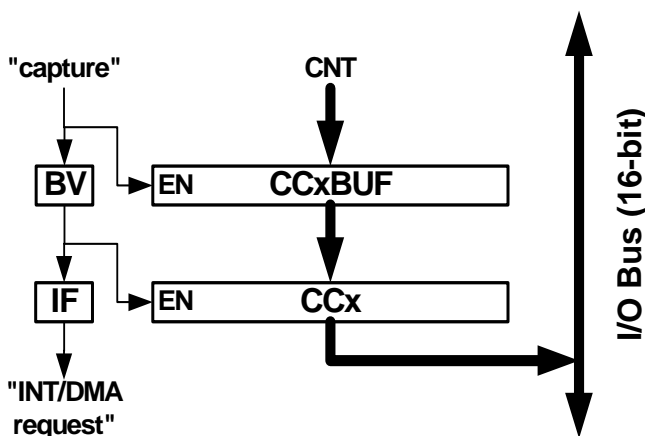 "capture"
CNT
BV
EN
CCxBUF
IF
EN
CCx
"INT/DMA
request"
I/O Bus (16-bit)